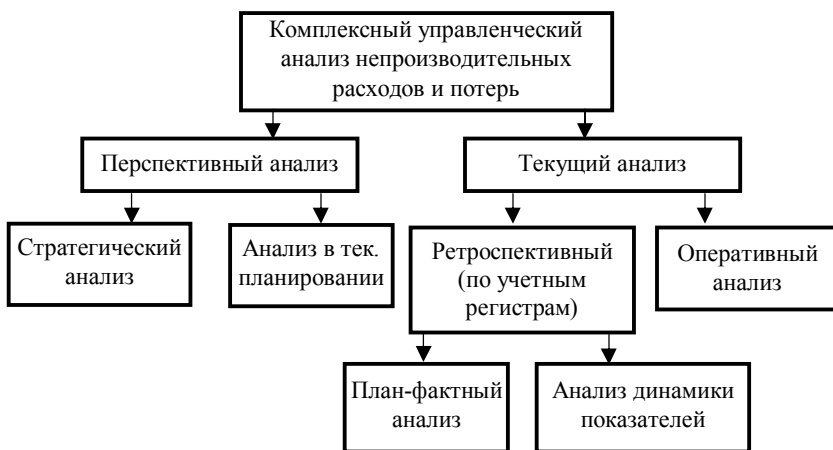 Комплексный управленческий
анализ непроизводительных
расходов и потерь
Перспективный анализ
Текущий анализ
Стратегический
анализ
Анализ в тек.
планировании
Ретроспективный
(по учетным
регистрам)
Оперативный
анализ
План-фактный
анализ
Анализ динамики
показателей